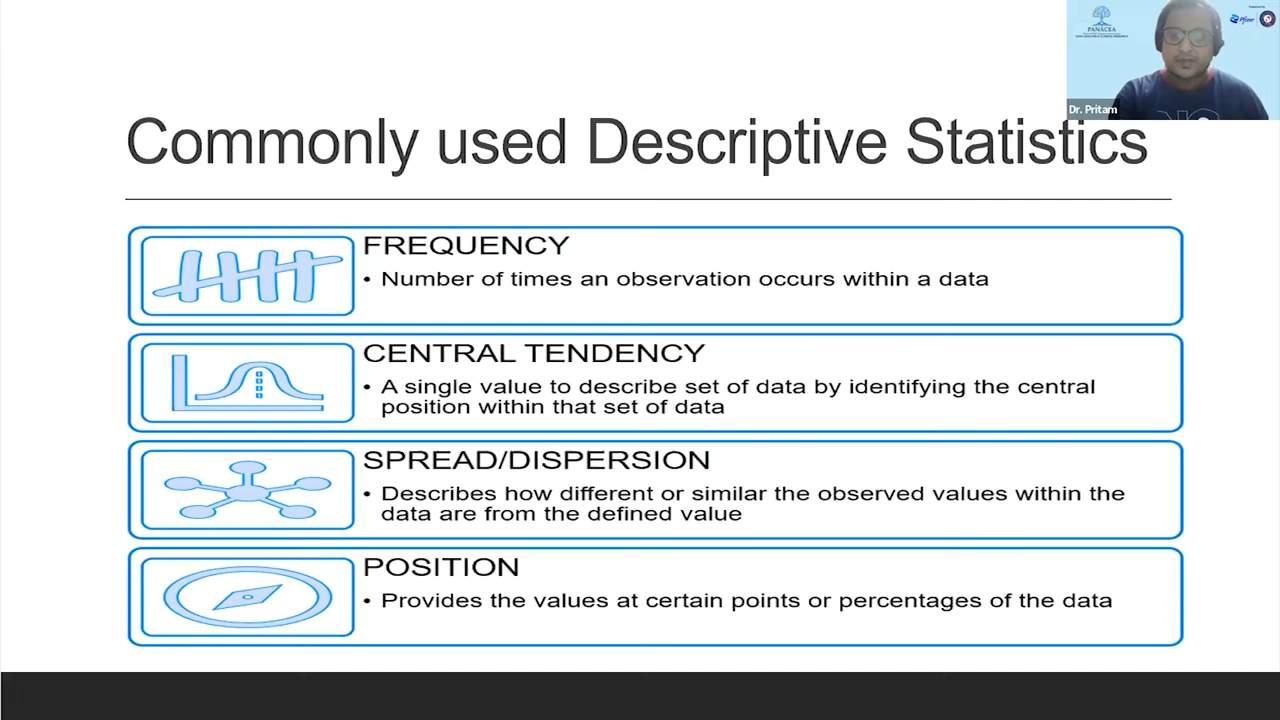 PANACEA
Pfizer
Dr. Pritam
Commonly used Descriptive Statistics
FREQUENCY
• Number of times an observation occurs within a data
CENTRAL TENDENCY
• A single value to describe set of data by identifying the central
position within that set of data
SPREAD/DISPERSION
• Describes how different or similar the observed values within the
data are from the defined value
POSITION
• Provides the values at certain points or percentages of the data